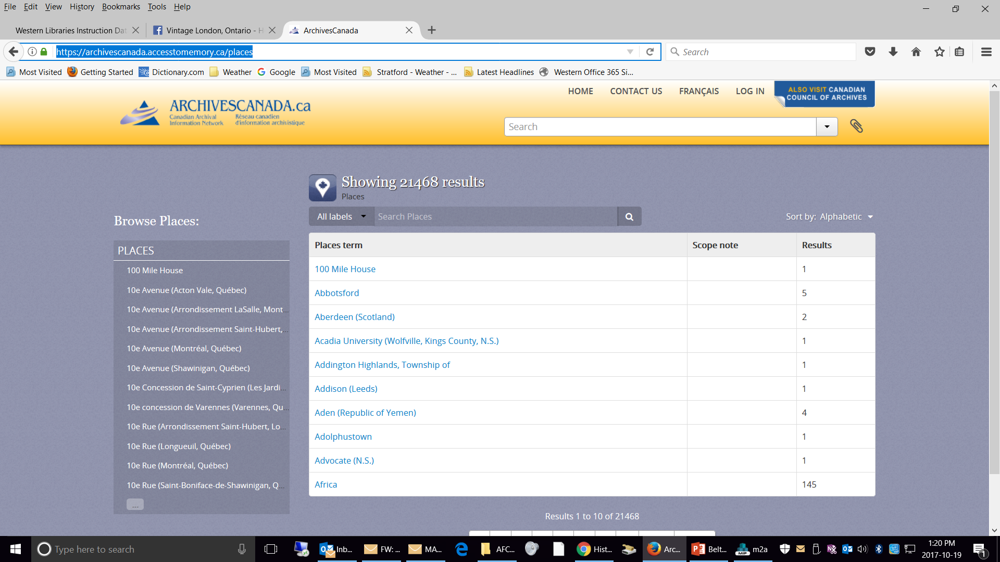 File Edit View History Bookmarks Tools Help
Western Libraries Instruction Dat
Vintage London, Ontario - H
ArchivesCanada
https://archivescanada.accesstomemory.ca/places
Search
Most Visited Getting Started Dictionary.com Weather Google Most Visited Stratford - Weather - ... Latest Headlines Western Office 365 Si...
HOME CONTACT US FRANÇAIS LOG IN
ALSO VISIT CANADIAN
COUNCIL OF ARCHIVES
ARCHIVESCANADA.ca
Canadian Archival
Information Network
Réseau canadien
d'information archivistique
Search
Showing 21468 results
Places
All labels Search Places
Sort by: Alphabetic
Browse Places:
PLACES
100 Mile House
10e Avenue (Acton Vale, Québec)
10e Avenue (Arrondissement LaSalle, Mont...
10e Avenue (Arrondissement Saint-Hubert,...
10e Avenue (Montréal, Québec)
10e Avenue (Shawinigan, Québec)
10e Concession de Saint-Cyprien (Les Jardi...
10e concession de Varennes (Varennes, Qu...
10e Rue (Arrondissement Saint-Hubert, Lo...
10e Rue (Longueuil, Québec)
10e Rue (Montréal, Québec)
10e Rue (Saint-Boniface-de-Shawinigan, Q...
...
Places term Scope note Results
100 Mile House 1
Abbotsford 5
Aberdeen (Scotland) 2
Acadia University (Wolfville, Kings County, N.S.) 1
Addington Highlands, Township of 1
Addison (Leeds) 1
Aden (Republic of Yemen) 4
Adolphustown 1
Advocate (N.S.) 1
Africa 145
Results 1 to 10 of 21468
Type here to search
Inb... FW: ... MA... AFC... Hist... Arc... Belt... m2a
1:20 PM
2017-10-19
1